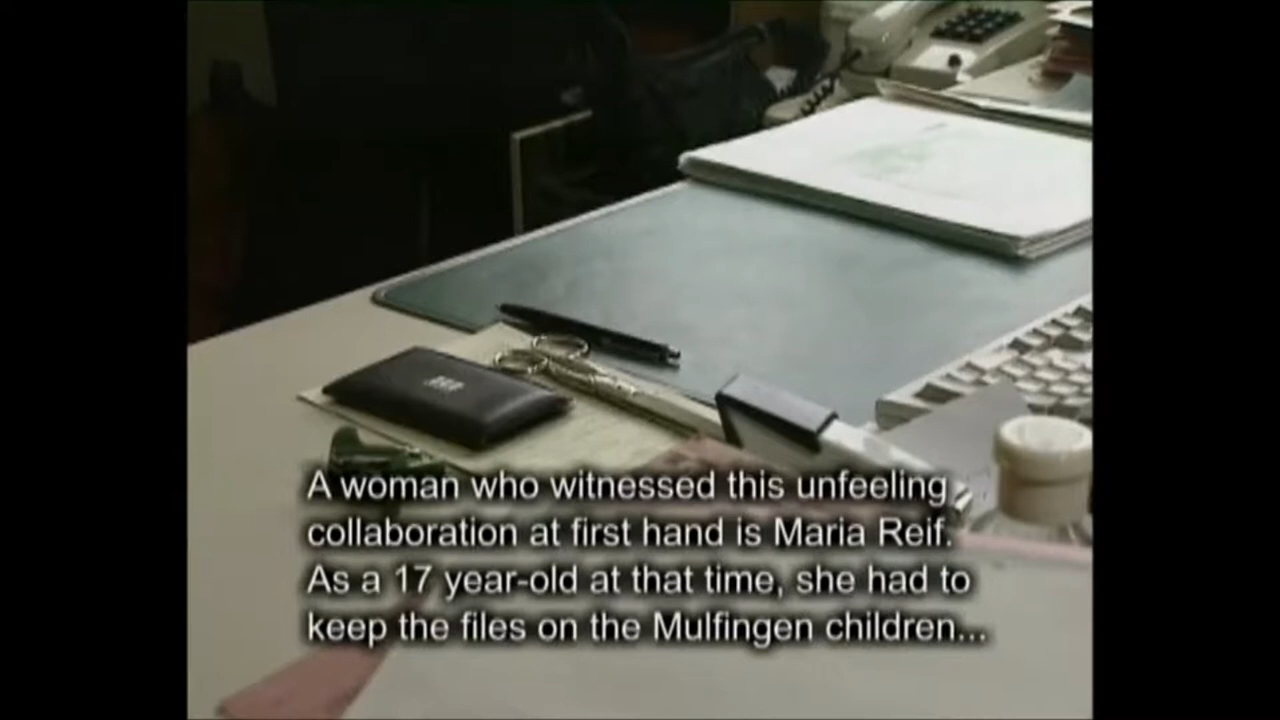 A woman who witnessed this unfeeling
collaboration at first hand is Maria Reif.
As a 17 year-old at that time, she had to
keep the files on the Mulfingen children...